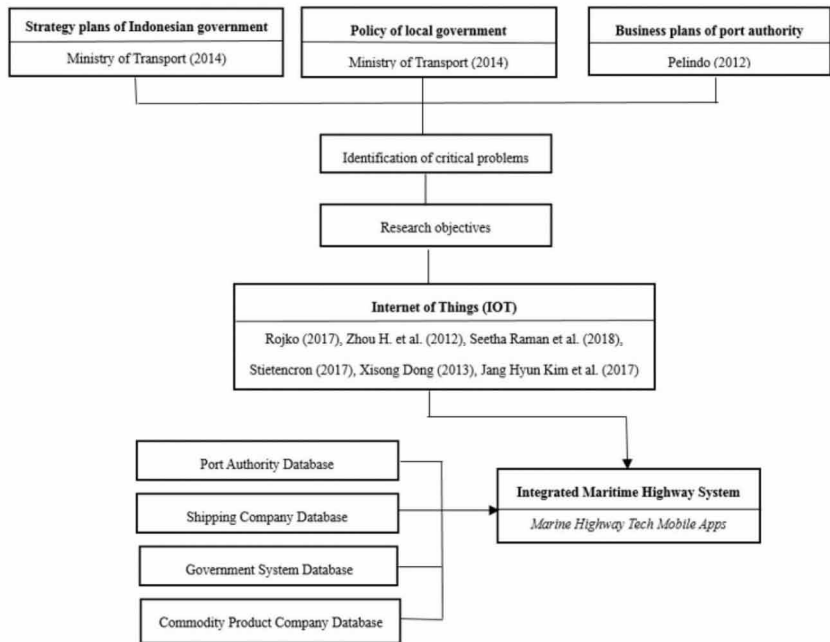 Strategy plans of Indonesian government
Ministry of Transport (2014)
Policy of local government
Ministry of Transport (2014)
Business plans of port authority
Pelindo (2012)
Identification of critical problems
Research objectives
Internet of Things (IOT)
Rojko (2017), Zhou H. et al. (2012), Seetha Raman et al. (2018),
Stietencron (2017), Xisong Dong (2013), Jang Hyun Kim et al. (2017)
Port Authority Database
Shipping Company Database
Government System Database
Commodity Product Company Database
Integrated Maritime Highway System
Marine Highway Tech Mobile Apps